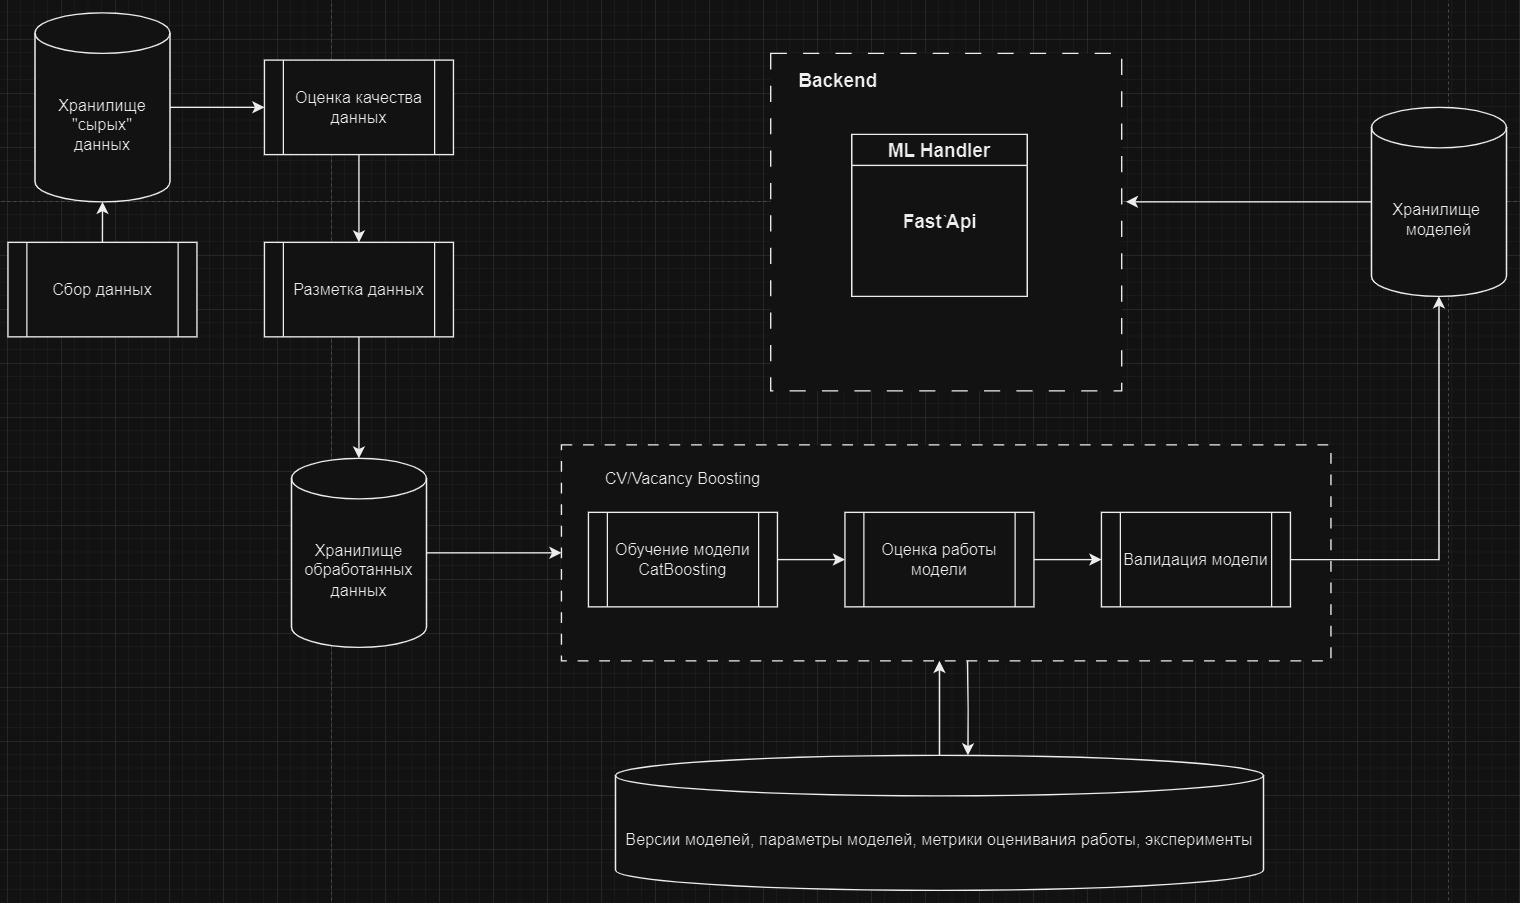 Хранилище
"сырых"
данных
Оценка качества
данных
Сбор данных
Разметка данных
Backend
ML Handler
Fast Api
Хранилище
моделей
Хранилище
обработанных
данных
CV/Vacancy Boosting
Обучение модели
CatBoosting
Оценка работы
модели
Валидация модели
Версии моделей, параметры моделей, метрики оценивания работы, эксперименты